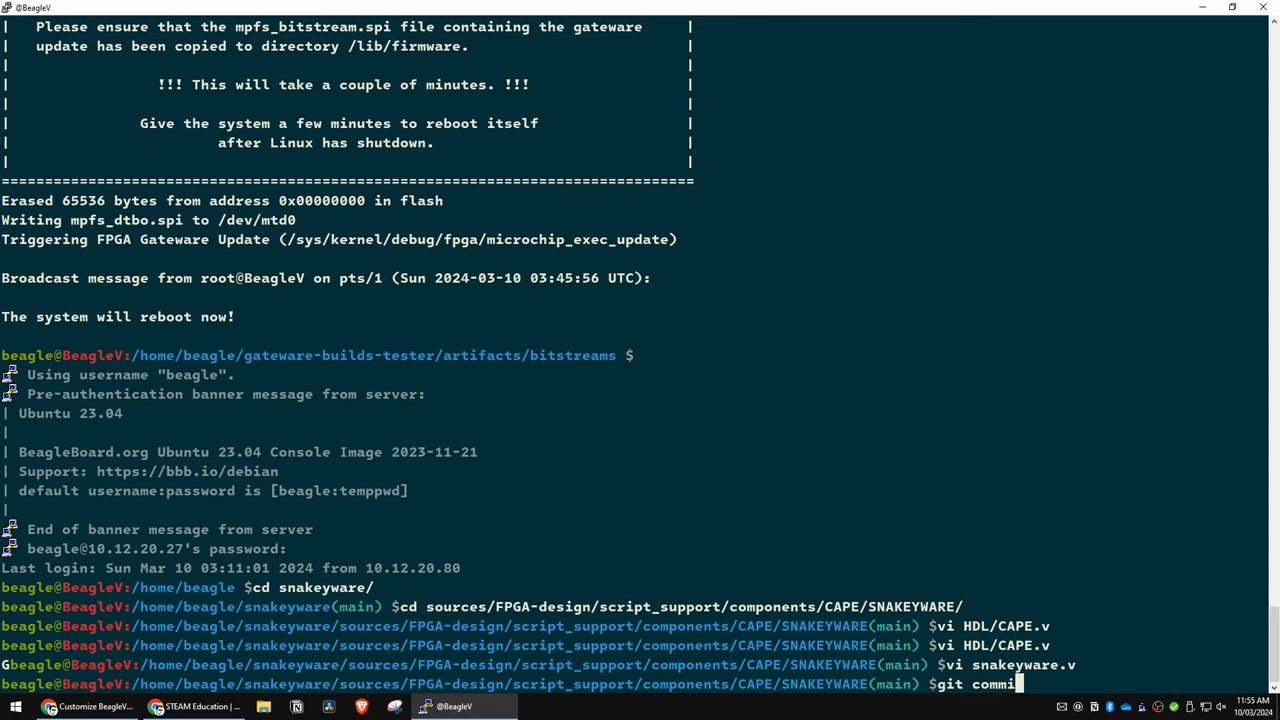 @BeagleV
|   Please ensure that the mpfs_bitstream.spi file containing the gateware     |
|   update has been copied to directory /lib/firmware.                         |
|                                                                              |
|                 !!! This will take a couple of minutes. !!!                  |
|                                                                              |
|               Give the system a few minutes to reboot itself                 |
|                        after Linux has shutdown.                             |
|                                                                              |
================================================================================
Erased 65536 bytes from address 0x00000000 in flash
Writing mpfs_dtbo.spi to /dev/mtd0
Triggering FPGA Gateware Update (/sys/kernel/debug/fpga/microchip_exec_update)
Broadcast message from root@BeagleV on pts/1 (Sun 2024-03-10 03:45:56 UTC):
The system will reboot now!
beagle@BeagleV:/home/beagle/gateware-builds-tester/artifacts/bitstreams $
Using username "beagle".
Pre-authentication banner message from server:
| Ubuntu 23.04
|
| BeagleBoard.org Ubuntu 23.04 Console Image 2023-11-21
| Support: https://bbb.io/debian
| default username:password is [beagle:temppwd]
|
End of banner message from server
beagle@10.12.20.27's password:
Last login: Sun Mar 10 03:11:01 2024 from 10.12.20.80
beagle@BeagleV:/home/beagle $cd snakeyware/
beagle@BeagleV:/home/beagle/snakeyware(main) $cd sources/FPGA-design/script_support/components/CAPE/SNAKEYWARE/
beagle@BeagleV:/home/beagle/snakeyware/sources/FPGA-design/script_support/components/CAPE/SNAKEYWARE(main) $vi HDL/CAPE.v
beagle@BeagleV:/home/beagle/snakeyware/sources/FPGA-design/script_support/components/CAPE/SNAKEYWARE(main) $vi HDL/CAPE.v
Gbeagle@BeagleV:/home/beagle/snakeyware/sources/FPGA-design/script_support/components/CAPE/SNAKEYWARE(main) $vi snakeyware.v
beagle@BeagleV:/home/beagle/snakeyware/sources/FPGA-design/script_support/components/CAPE/SNAKEYWARE(main) $git commi
Customize BeagleV... STEAM Education | ... @BeagleV 11:55 AM
10/03/2024